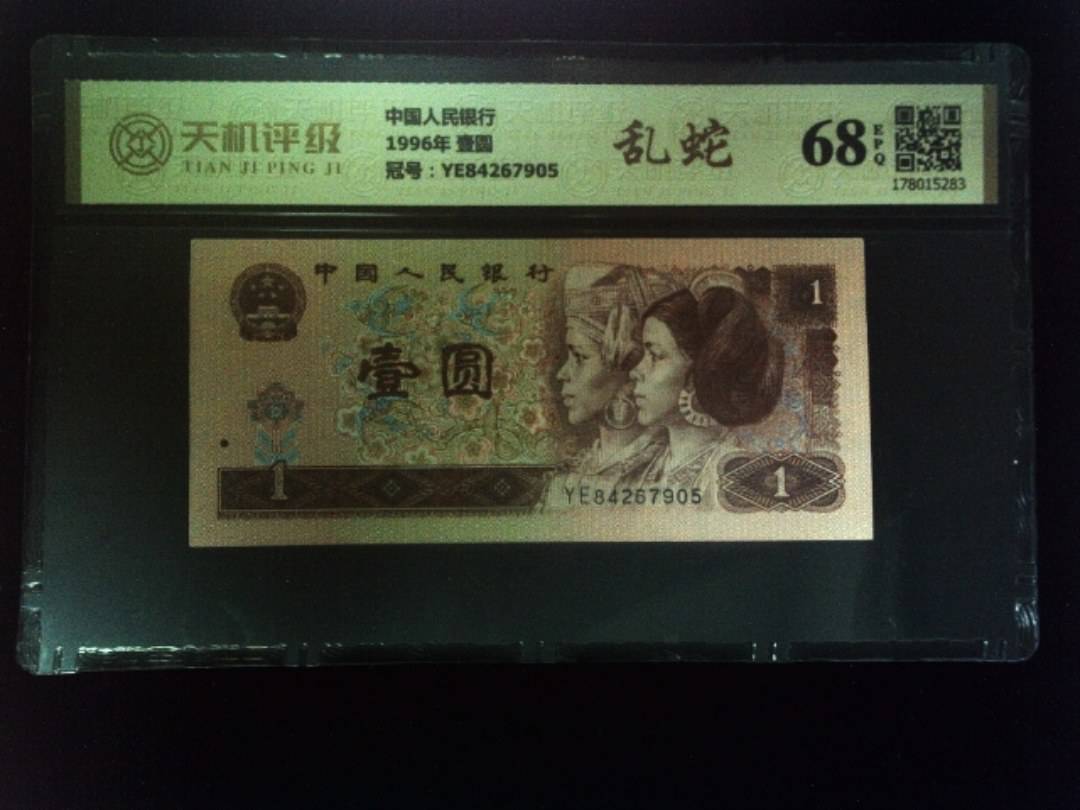 天机评级
TIAN JI PING JI
中国人民银行
1996年 壹圆
冠号：YE84267905
乱蛇
68
EPQ
178015283
中國人民銀行
1
壹圆
1
YE84267905
1